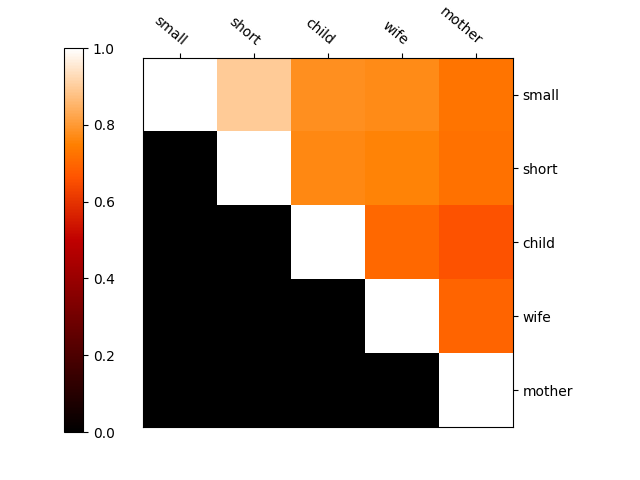 small
short
child
wife
mother
1.0
0.8
0.6
0.4
0.2
0.0
small
short
child
wife
mother